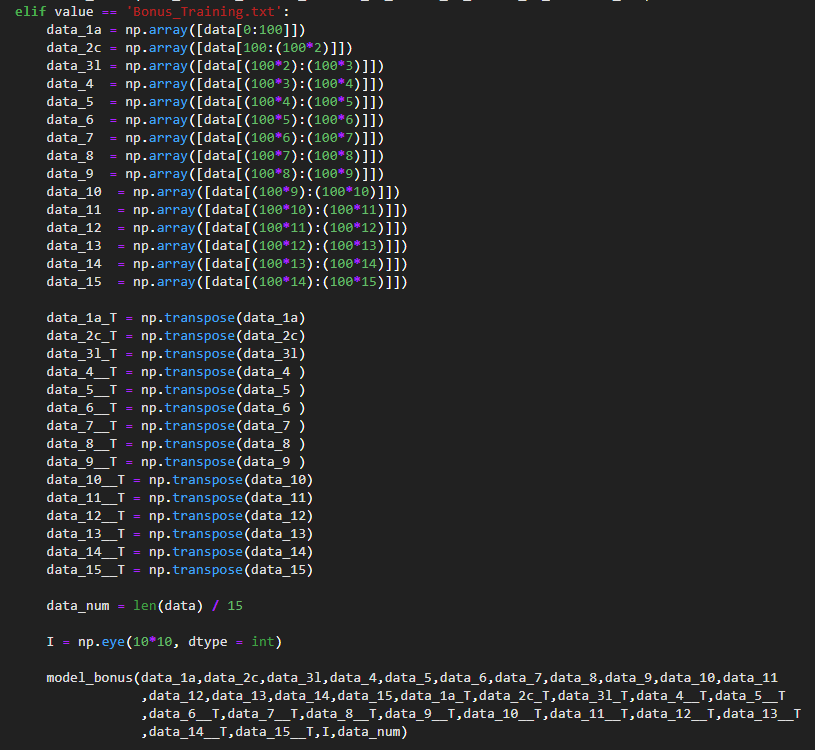 elif value == 'Bonus_Training.txt':
    data_1a = np.array([data[0:100]])
    data_2c = np.array([data[100:(100*2)]])
    data_3l = np.array([data[(100*2):(100*3)]])
    data_4  = np.array([data[(100*3):(100*4)]])
    data_5  = np.array([data[(100*4):(100*5)]])
    data_6  = np.array([data[(100*5):(100*6)]])
    data_7  = np.array([data[(100*6):(100*7)]])
    data_8  = np.array([data[(100*7):(100*8)]])
    data_9  = np.array([data[(100*8):(100*9)]])
    data_10  = np.array([data[(100*9):(100*10)]])
    data_11  = np.array([data[(100*10):(100*11)]])
    data_12  = np.array([data[(100*11):(100*12)]])
    data_13  = np.array([data[(100*12):(100*13)]])
    data_14  = np.array([data[(100*13):(100*14)]])
    data_15  = np.array([data[(100*14):(100*15)]])

    data_1a_T = np.transpose(data_1a)
    data_2c_T = np.transpose(data_2c)
    data_3l_T = np.transpose(data_3l)
    data_4__T = np.transpose(data_4 )
    data_5__T = np.transpose(data_5 )
    data_6__T = np.transpose(data_6 )
    data_7__T = np.transpose(data_7 )
    data_8__T = np.transpose(data_8 )
    data_9__T = np.transpose(data_9 )
    data_10__T = np.transpose(data_10)
    data_11__T = np.transpose(data_11)
    data_12__T = np.transpose(data_12)
    data_13__T = np.transpose(data_13)
    data_14__T = np.transpose(data_14)
    data_15__T = np.transpose(data_15)

    data_num = len(data) / 15

    I = np.eye(10*10, dtype = int)

    model_bonus(data_1a,data_2c,data_3l,data_4,data_5,data_6,data_7,data_8,data_9,data_10,data_11
                ,data_12,data_13,data_14,data_15,data_1a_T,data_2c_T,data_3l_T,data_4__T,data_5__T
                ,data_6__T,data_7__T,data_8__T,data_9__T,data_10__T,data_11__T,data_12__T,data_13__T
                ,data_14__T,data_15__T,I,data_num)